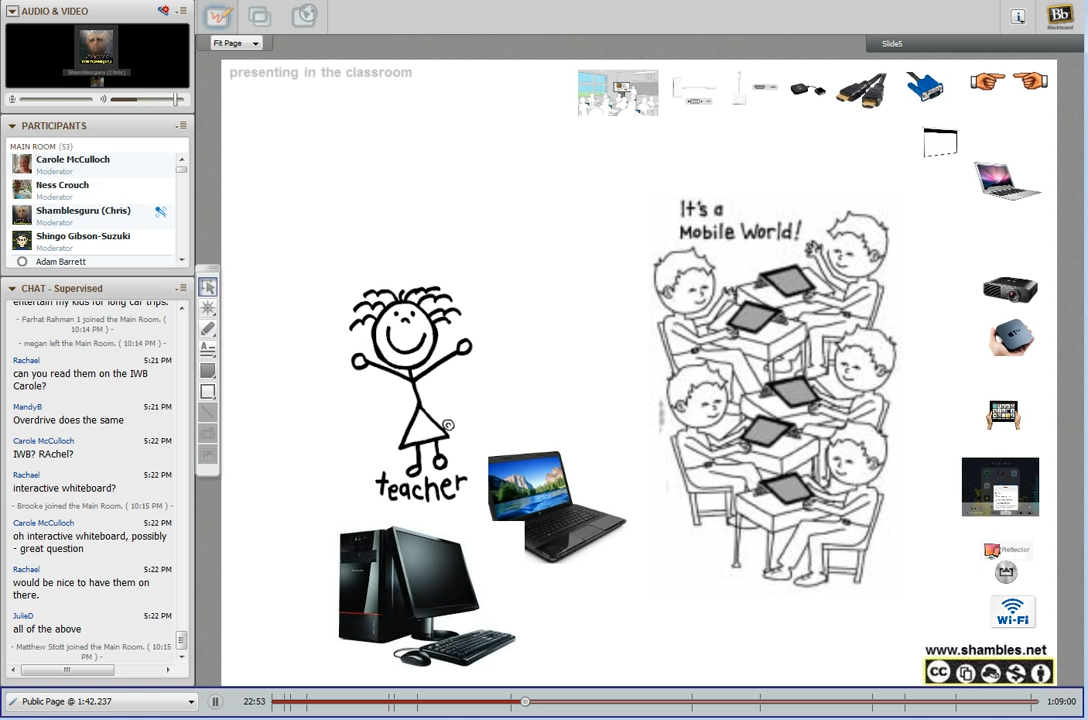 AUDIO & VIDEO
Shamblesguru (Chris)
PARTICIPANTS
MAIN ROOM (53)
Carole McCulloch
Moderator
Ness Crouch
Moderator
Shamblesguru (Chris)
Moderator
Shingo Gibson-Suzuki
Moderator
Adam Barrett
CHAT - Supervised
entertain my kids for long car trips.
- Farhat Rahman 1 joined the Main Room. (
10:14 PM ) -
- megan left the Main Room. ( 10:14 PM ) -
Rachael 5:21 PM
can you read them on the IWB
Carole?
MandyB 5:21 PM
Overdrive does the same
Carole McCulloch 5:22 PM
IWB? RAchel?
Rachael 5:22 PM
interactive whiteboard?
- Brooke joined the Main Room. ( 10:15 PM ) -
Carole McCulloch 5:22 PM
oh interactive whiteboard, possibly
- great question
Rachael 5:22 PM
would be nice to have them on
there.
JulieD 5:22 PM
all of the above
- Matthew Stott joined the Main Room. ( 10:15
PM ) -
Fit Page
Slide5
Bb
Blackboard
presenting in the classroom
It's a
Mobile World!
teacher
Reflector
Wi-Fi
www.shambles.net
CC
Public Page @ 1:42.237
22:53
1:09:00